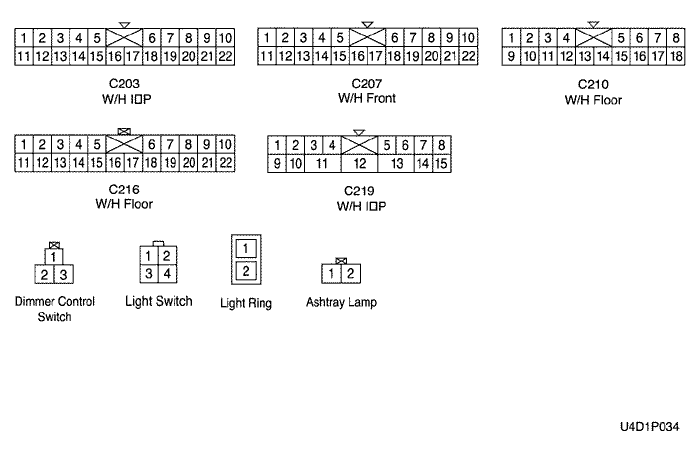 1 2 3 4 5 6 7 8 9 10
11 12 13 14 15 16 17 18 19 20 21 22
C203
W/H I□P
1 2 3 4 5 6 7 8 9 10
11 12 13 14 15 16 17 18 19 20 21 22
C207
W/H Front
1 2 3 4 5 6 7 8
9 10 11 12 13 14 15 16 17 18
C210
W/H Floor
1 2 3 4 5 6 7 8 9 10
11 12 13 14 15 16 17 18 19 20 21 22
C216
W/H Floor
1 2 3 4 5 6 7 8
9 10 11 12 13 14 15
C219
W/H I□P
1
2 3
Dimmer Control
Switch
1 2
3 4
Light Switch
1
2
Light Ring
1 2
Ashtray Lamp
U4D1P034